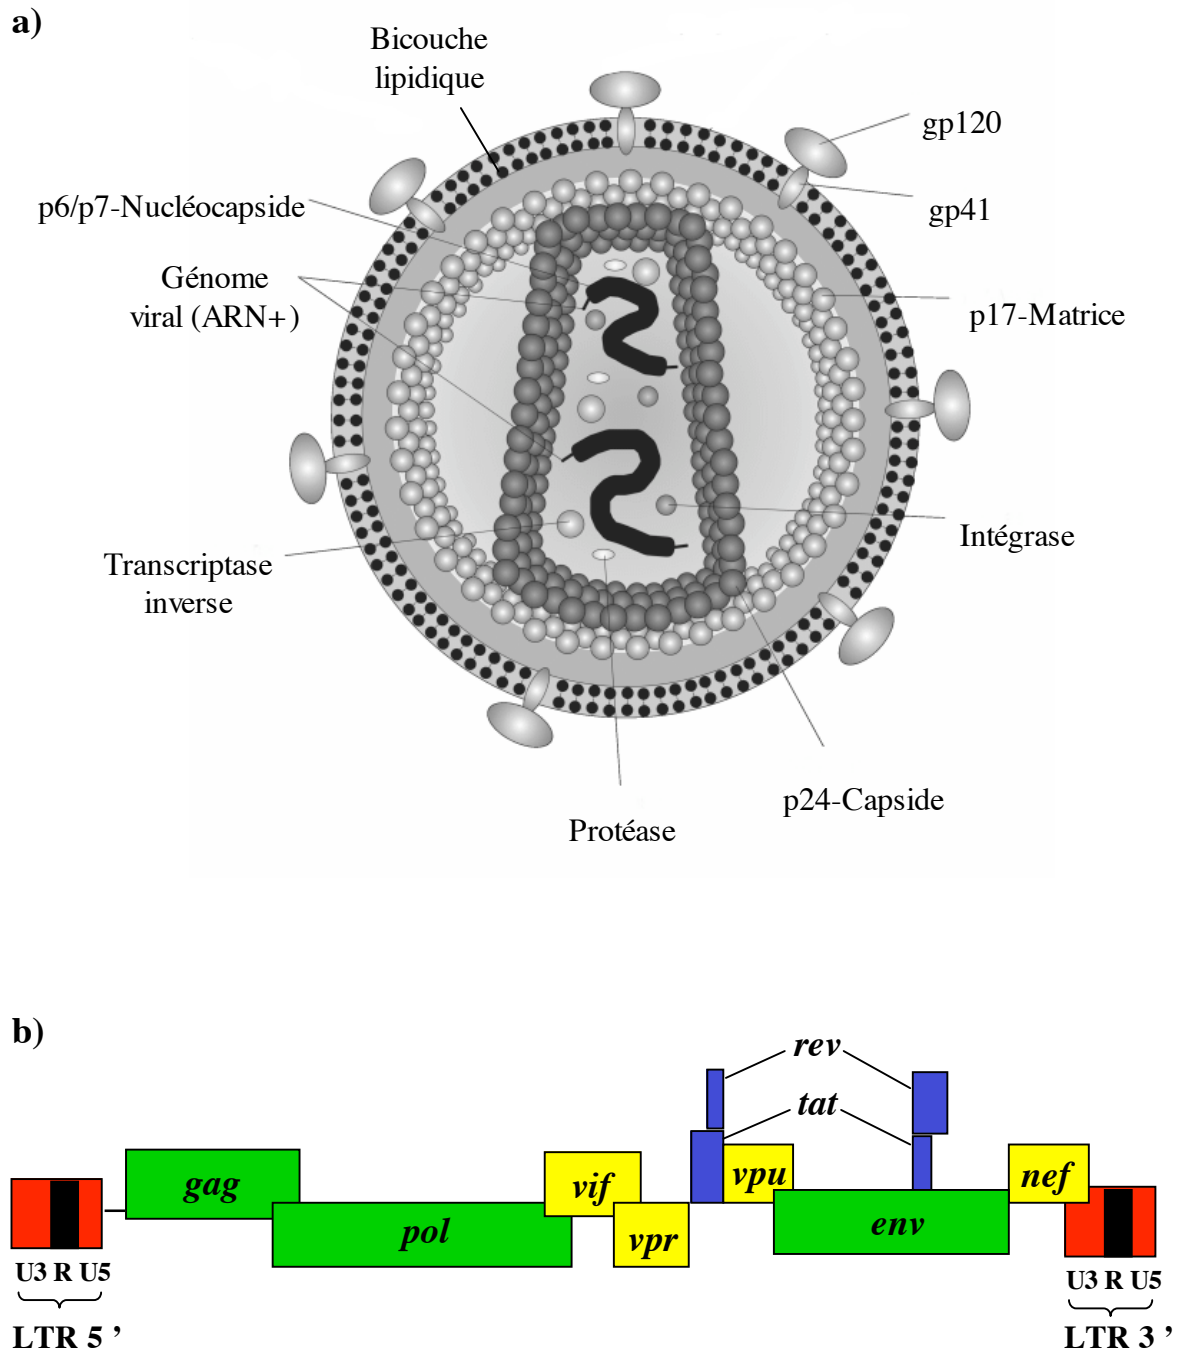 a)
Bicouche
lipidique
gp120
p6/p7-Nucléocapside
gp41
Génome
viral (ARN+)
p17-Matrice
Intégrase
Transcriptase
inverse
p24-Capside
Protéase
b)
rev
tat
gag
vif
vpu
nef
pol
vpr
env
U3 R U5
U3 R U5
LTR 5 ’
LTR 3 ’